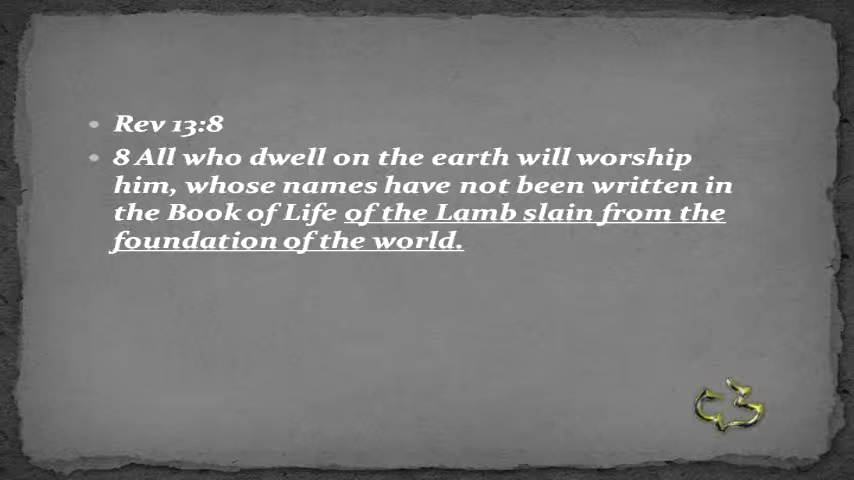 Rev 13:8
8 All who dwell on the earth will worship
him, whose names have not been written in
the Book of Life of the Lamb slain from the
foundation of the world.